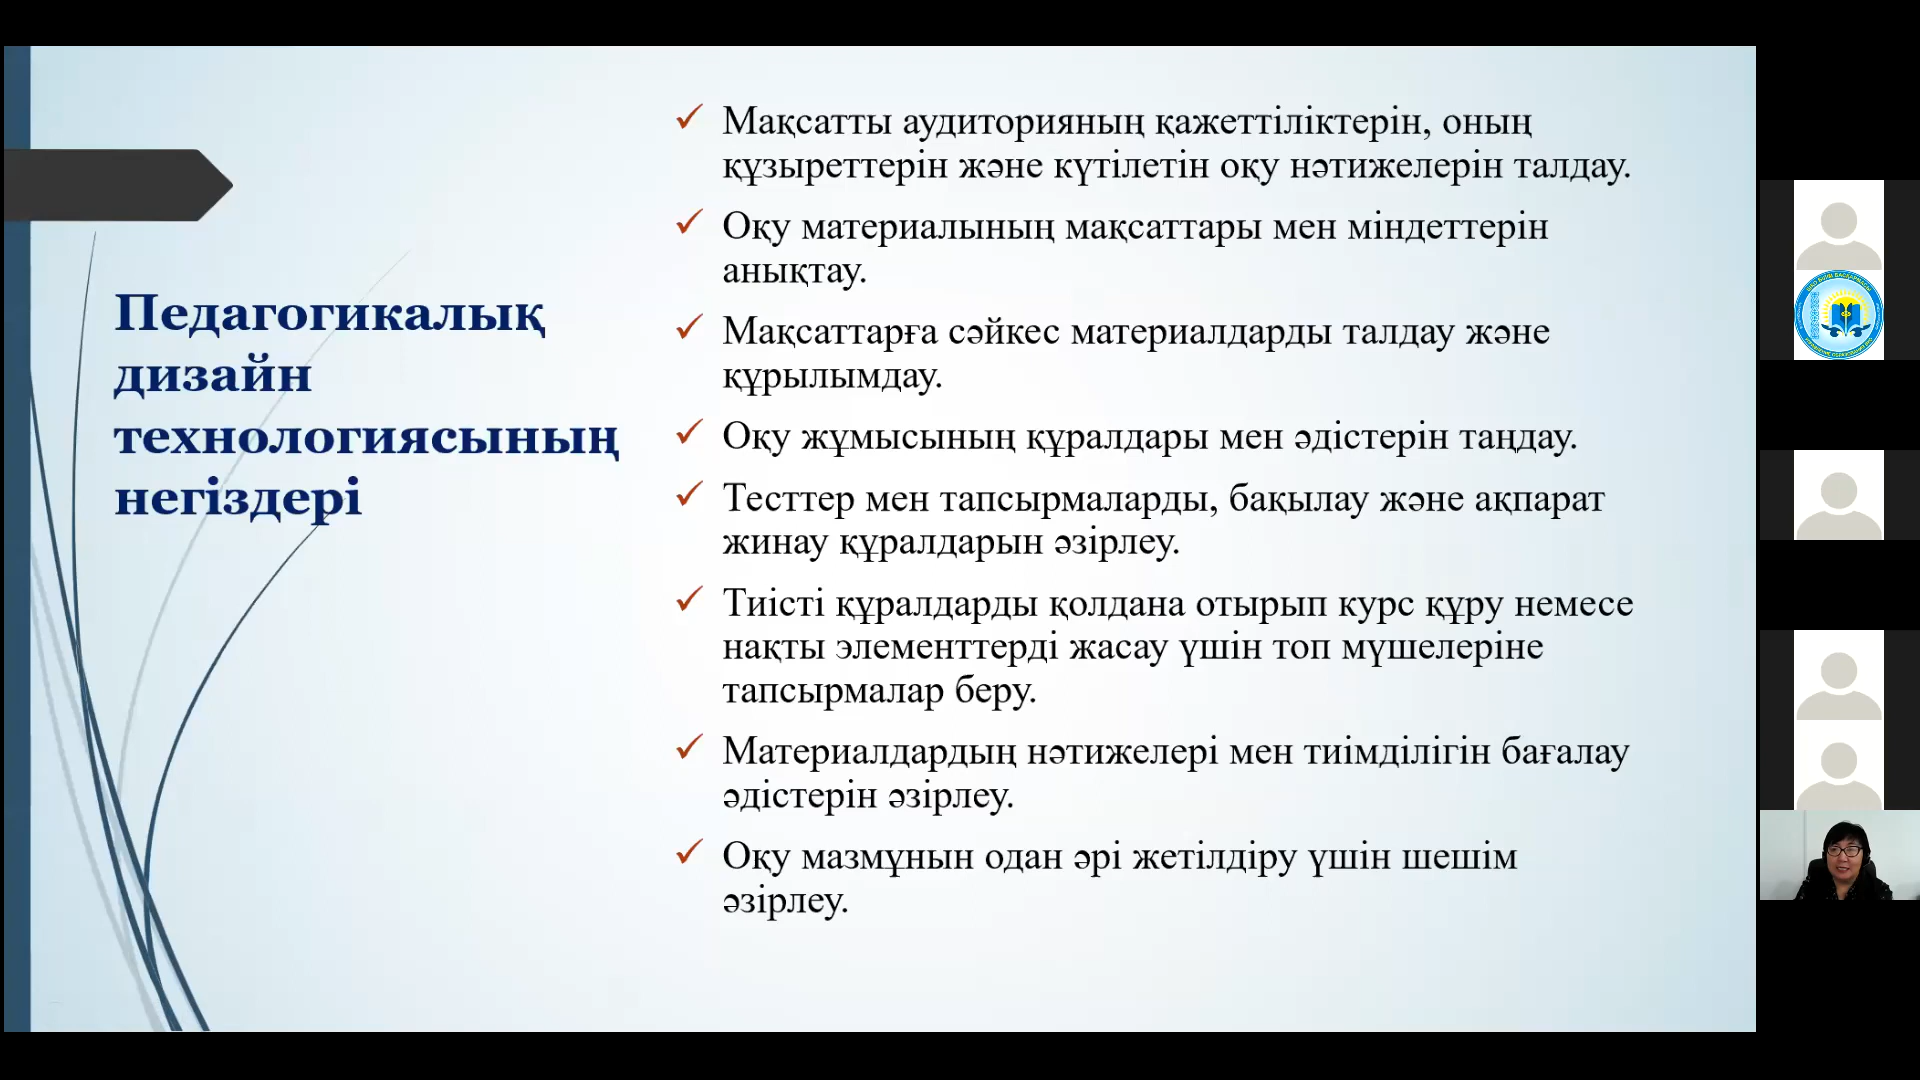 Педагогикалық
дизайн
технологиясының
негіздері
Мақсатты аудиторияның қажеттіліктерін, оның
құзыреттерін және күтілетін оқу нәтижелерін талдау.
Оқу материалының мақсаттары мен міндеттерін
анықтау.
Мақсаттарға сәйкес материалдарды талдау және
құрылымдау.
Оқу жұмысының құралдары мен әдістерін таңдау.
Тесттер мен тапсырмаларды, бақылау және ақпарат
жинау құралдарын әзірлеу.
Тиісті құралдарды қолдана отырып курс құру немесе
нақты элементтерді жасау үшін топ мүшелеріне
тапсырмалар беру.
Материалдардың нәтижелері мен тиімділігін бағалау
әдістерін әзірлеу.
Оқу мазмұнын одан әрі жетілдіру үшін шешім
әзірлеу.